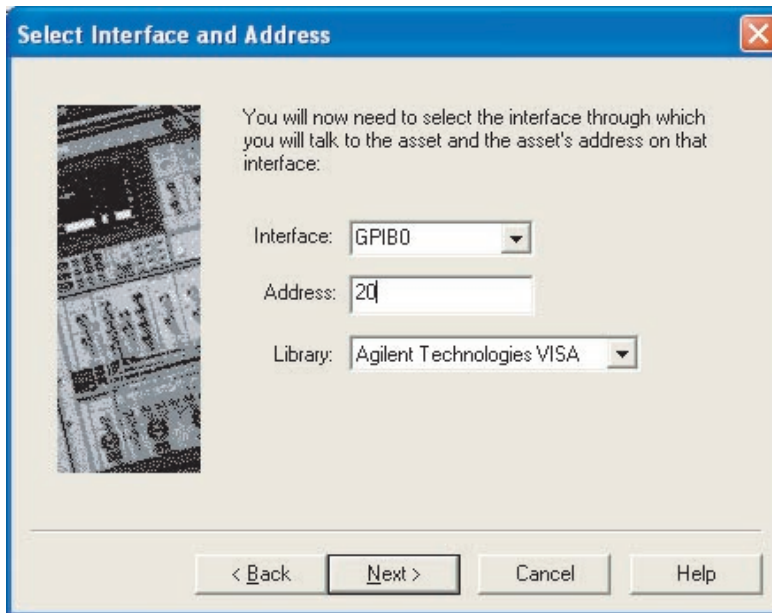 Select Interface and Address
You will now need to select the interface through which
you will talk to the asset and the asset's address on that
interface:
Interface: GPIB0
Address: 20
Library: Agilent Technologies VISA
< Back Next > Cancel Help